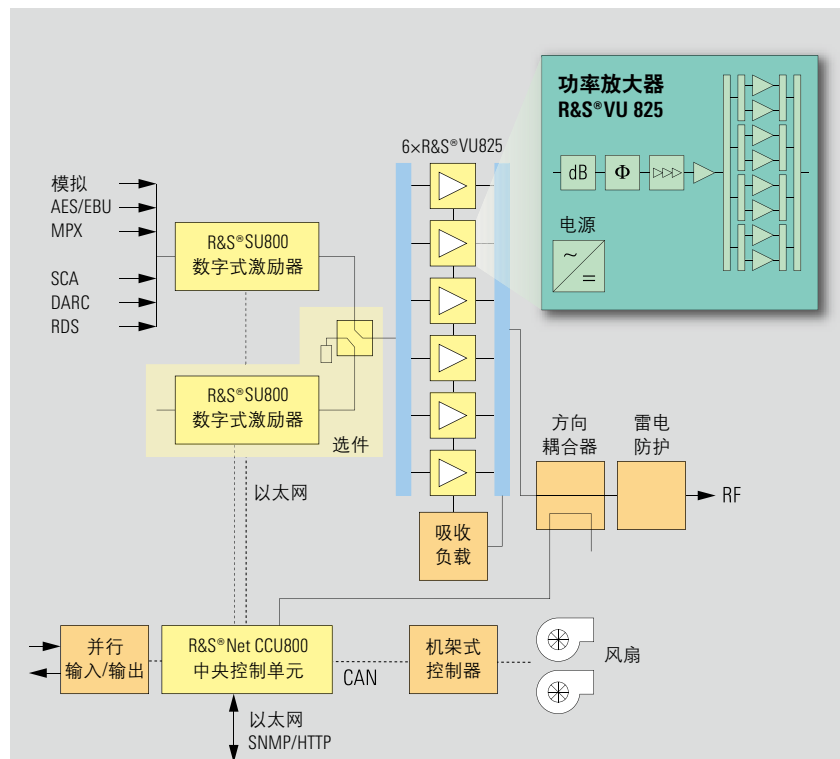 功率放大器
R&S®VU 825
dB
Φ
电源
~
=
6×R&S®VU825
模拟
AES/EBU
MPX
SCA
DARC
RDS
R&S®SU800
数字式激励器
R&S®SU800
数字式激励器
选件
以太网
方向
耦合器
雷电
防护
RF
吸收
负载
并行
输入/输出
R&S®Net CCU800
中央控制单元
CAN
机架式
控制器
风扇
以太网
SNMP/HTTP